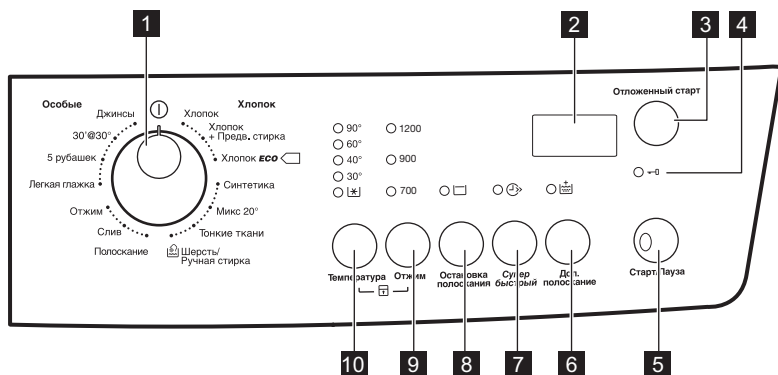 1
2
3
4
Особые
Хлопок
Отложенный старт
Джинсы
Хлопок
30'@30°
Хлопок
+ Предв. стирка
5 рубашек
Хлопок ECO
Легкая глажка
Синтетика
Отжим
Микс 20°
Слив
Тонкие ткани
Полоскание
Шерсть/
Ручная стирка
90°
1200
60°
40°
900
30°
700
Температура
Отжим
Остановка
полоскания
Супер
быстрый
Доп.
полоскание
Старт/Пауза
10
9
8
7
6
5